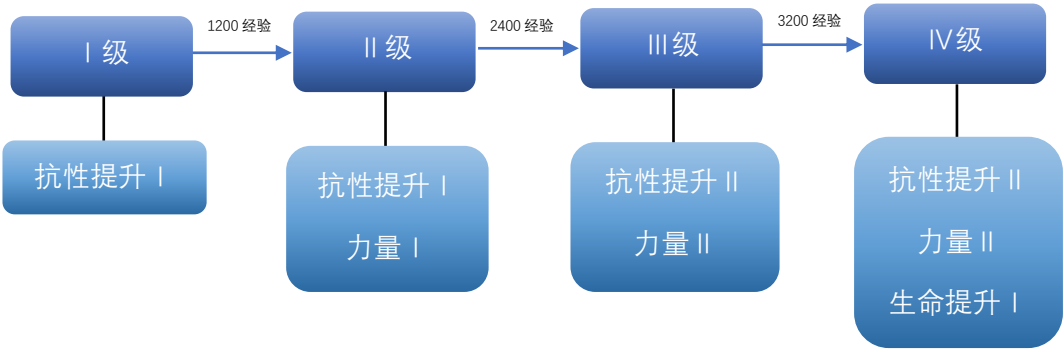 Ⅰ级
1200 经验
Ⅱ级
2400 经验
Ⅲ级
3200 经验
Ⅳ级
抗性提升Ⅰ
抗性提升Ⅰ
力量Ⅰ
抗性提升Ⅱ
力量Ⅱ
抗性提升Ⅱ
力量Ⅱ
生命提升Ⅰ